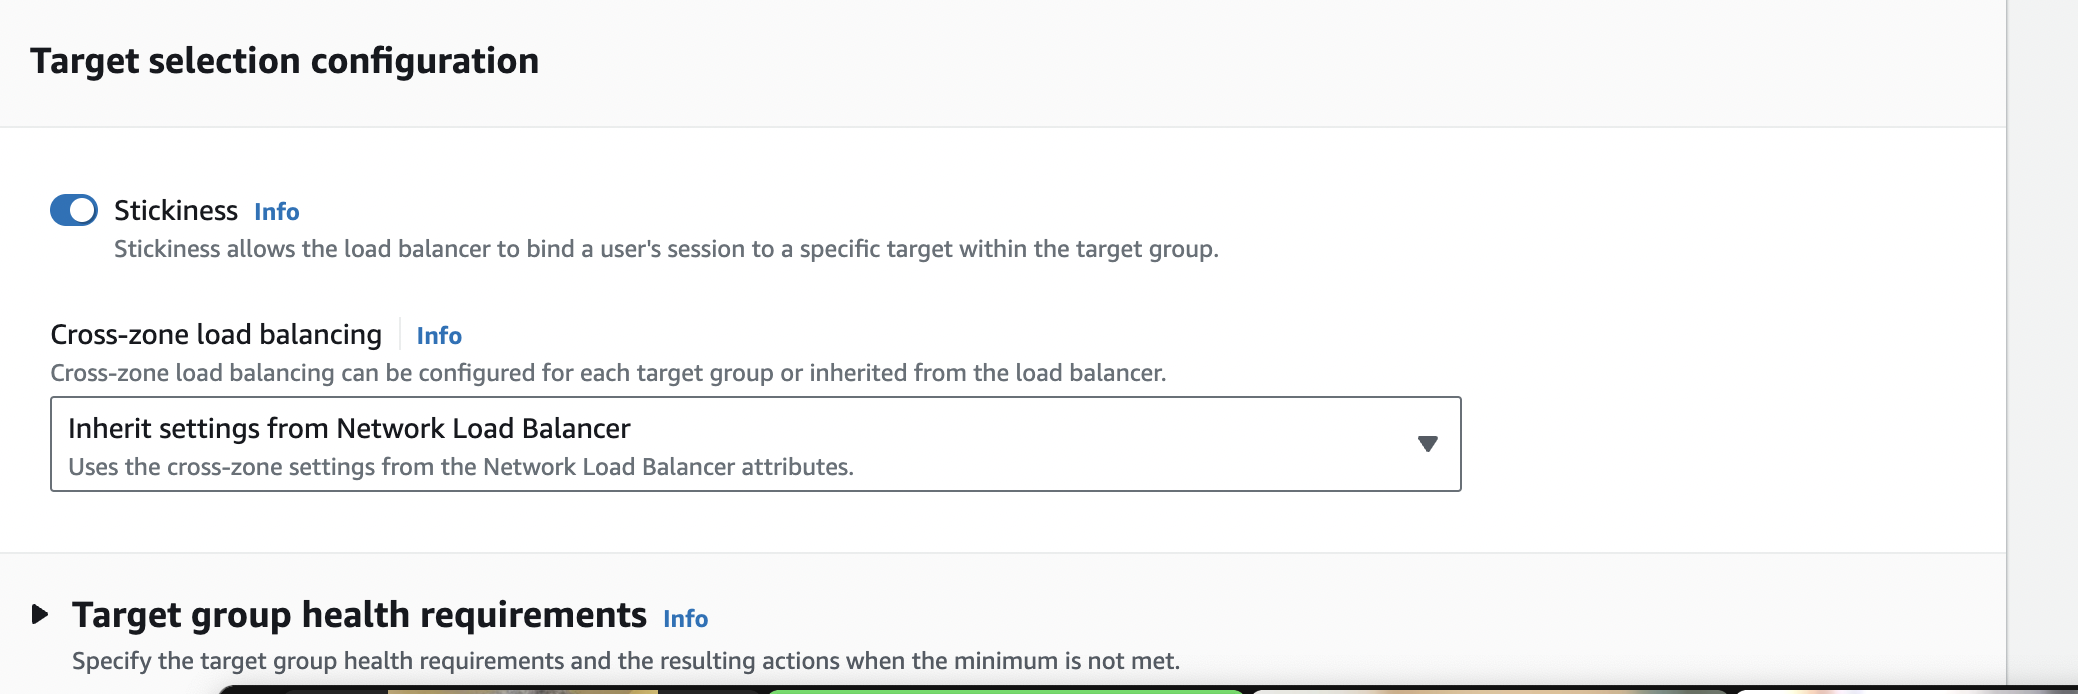 Target selection configuration
Stickiness Info
Stickiness allows the load balancer to bind a user's session to a specific target within the target group.
Cross-zone load balancing Info
Cross-zone load balancing can be configured for each target group or inherited from the load balancer.
Inherit settings from Network Load Balancer
Uses the cross-zone settings from the Network Load Balancer attributes.
Target group health requirements Info
Specify the target group health requirements and the resulting actions when the minimum is not met.